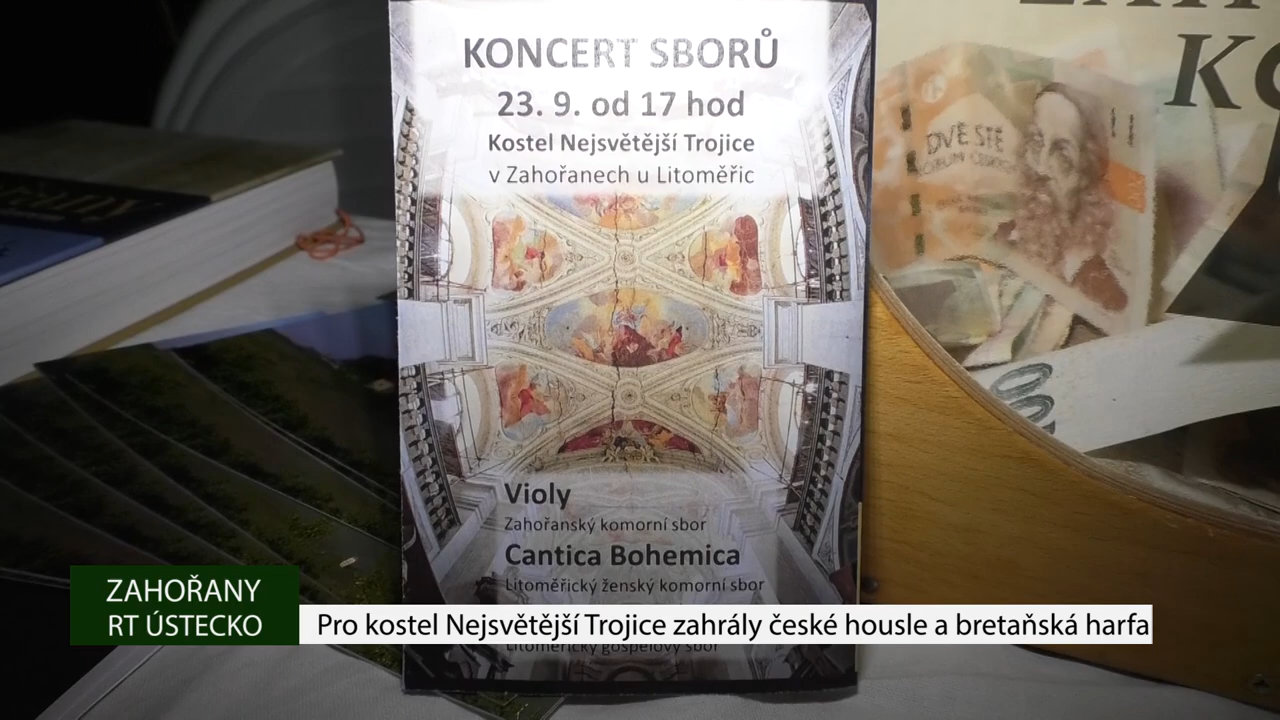 KONCERT SBORŮ
23. 9. od 17 hod
Kostel Nejsvětější Trojice
v Zahořanech u Litoměřic
DVĚ STĚ
KORUN ČESKÝCH
Violy
Zahořanský komorní sbor
Cantica Bohemica
Litoměřický ženský komorní sbor
Litoměřický gospelový sbor
ZAHOŘANY
RT ÚSTECKO
Pro kostel Nejsvětější Trojice zahrály české housle a bretaňská harfa